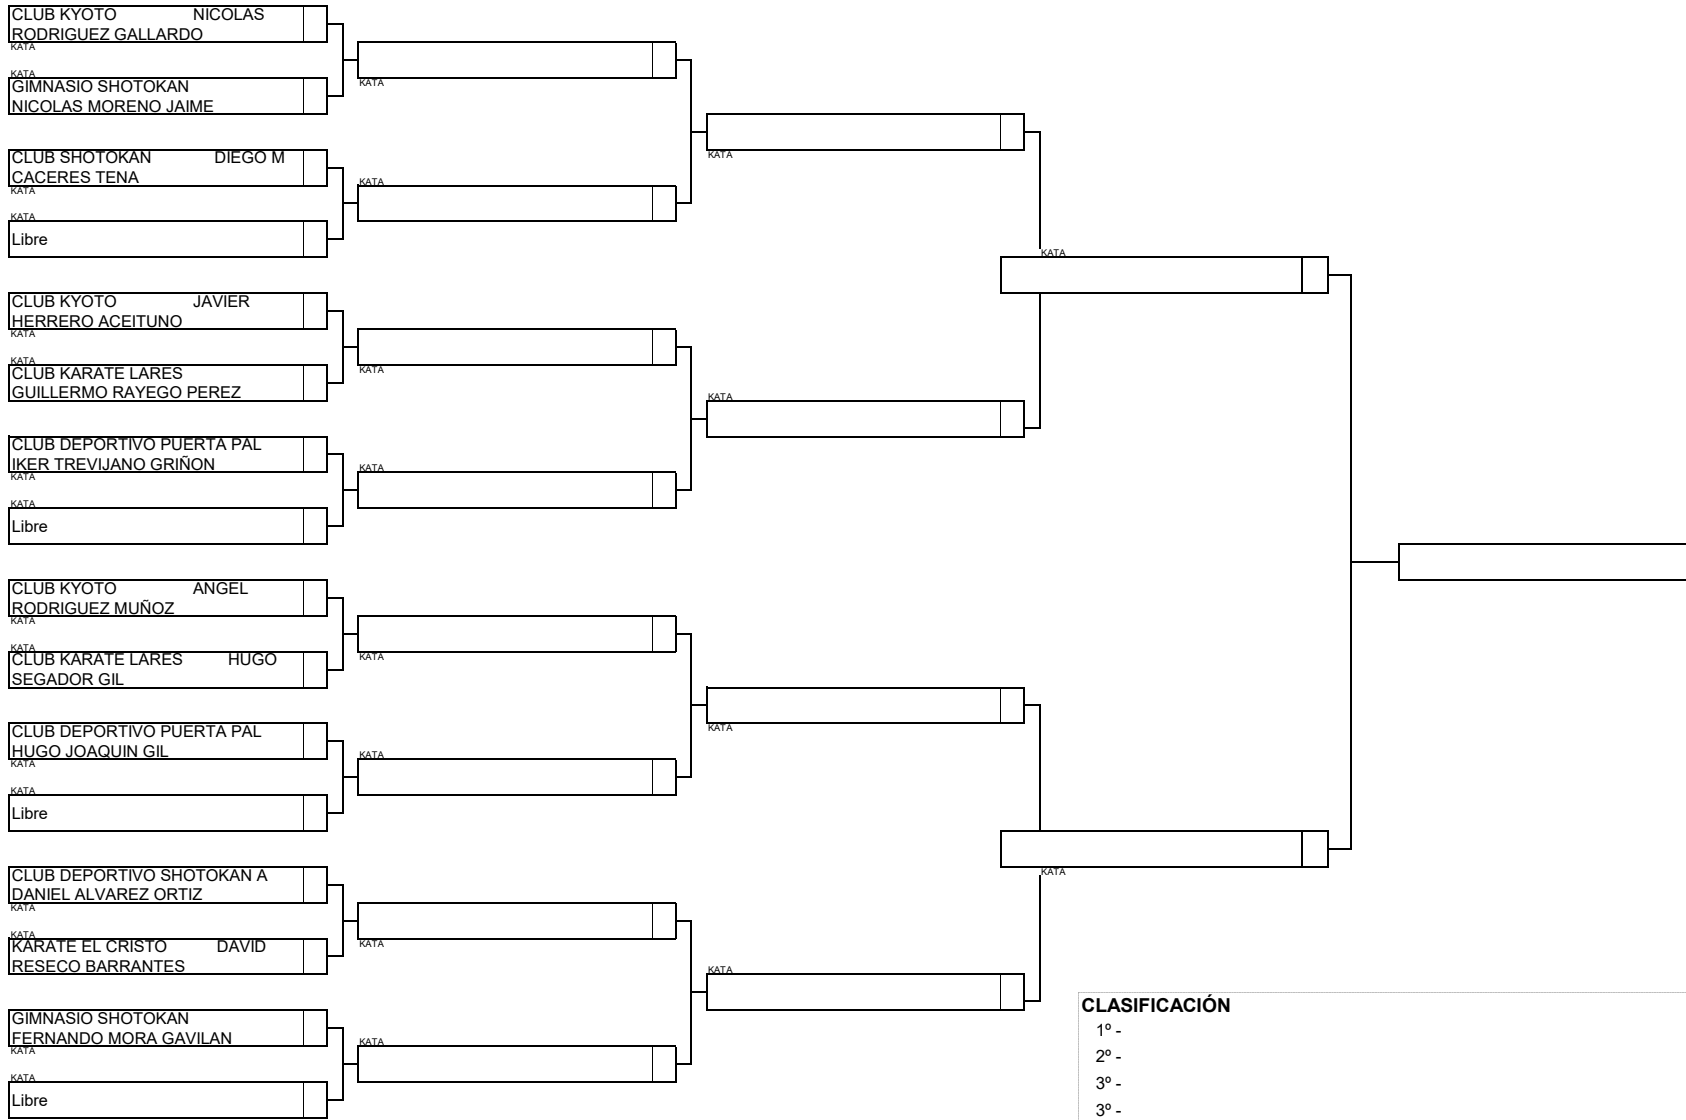 CLUB KYOTO NICOLAS
RODRIGUEZ GALLARDO
KATA
KATA
GIMNASIO SHOTOKAN
NICOLAS MORENO JAIME
CLUB SHOTOKAN DIEGO M
CACERES TENA
KATA
KATA
Libre
CLUB KYOTO JAVIER
HERRERO ACEITUNO
KATA
KATA
CLUB KARATE LARES
GUILLERMO RAYEGO PEREZ
CLUB DEPORTIVO PUERTA PAL
IKER TREVIJANO GRIÑON
KATA
KATA
Libre
CLUB KYOTO ANGEL
RODRIGUEZ MUÑOZ
KATA
KATA
CLUB KARATE LARES HUGO
SEGADOR GIL
CLUB DEPORTIVO PUERTA PAL
HUGO JOAQUIN GIL
KATA
KATA
Libre
CLUB DEPORTIVO SHOTOKAN A
DANIEL ALVAREZ ORTIZ
KATA
KATA
KARATE EL CRISTO DAVID
RESECO BARRANTES
GIMNASIO SHOTOKAN
FERNANDO MORA GAVILAN
KATA
KATA
Libre
KATA
KATA
KATA
KATA
KATA
KATA
KATA
KATA
KATA
KATA
KATA
KATA
KATA
KATA
CLASIFICACIÓN
1º -
2º -
3º -
3º -